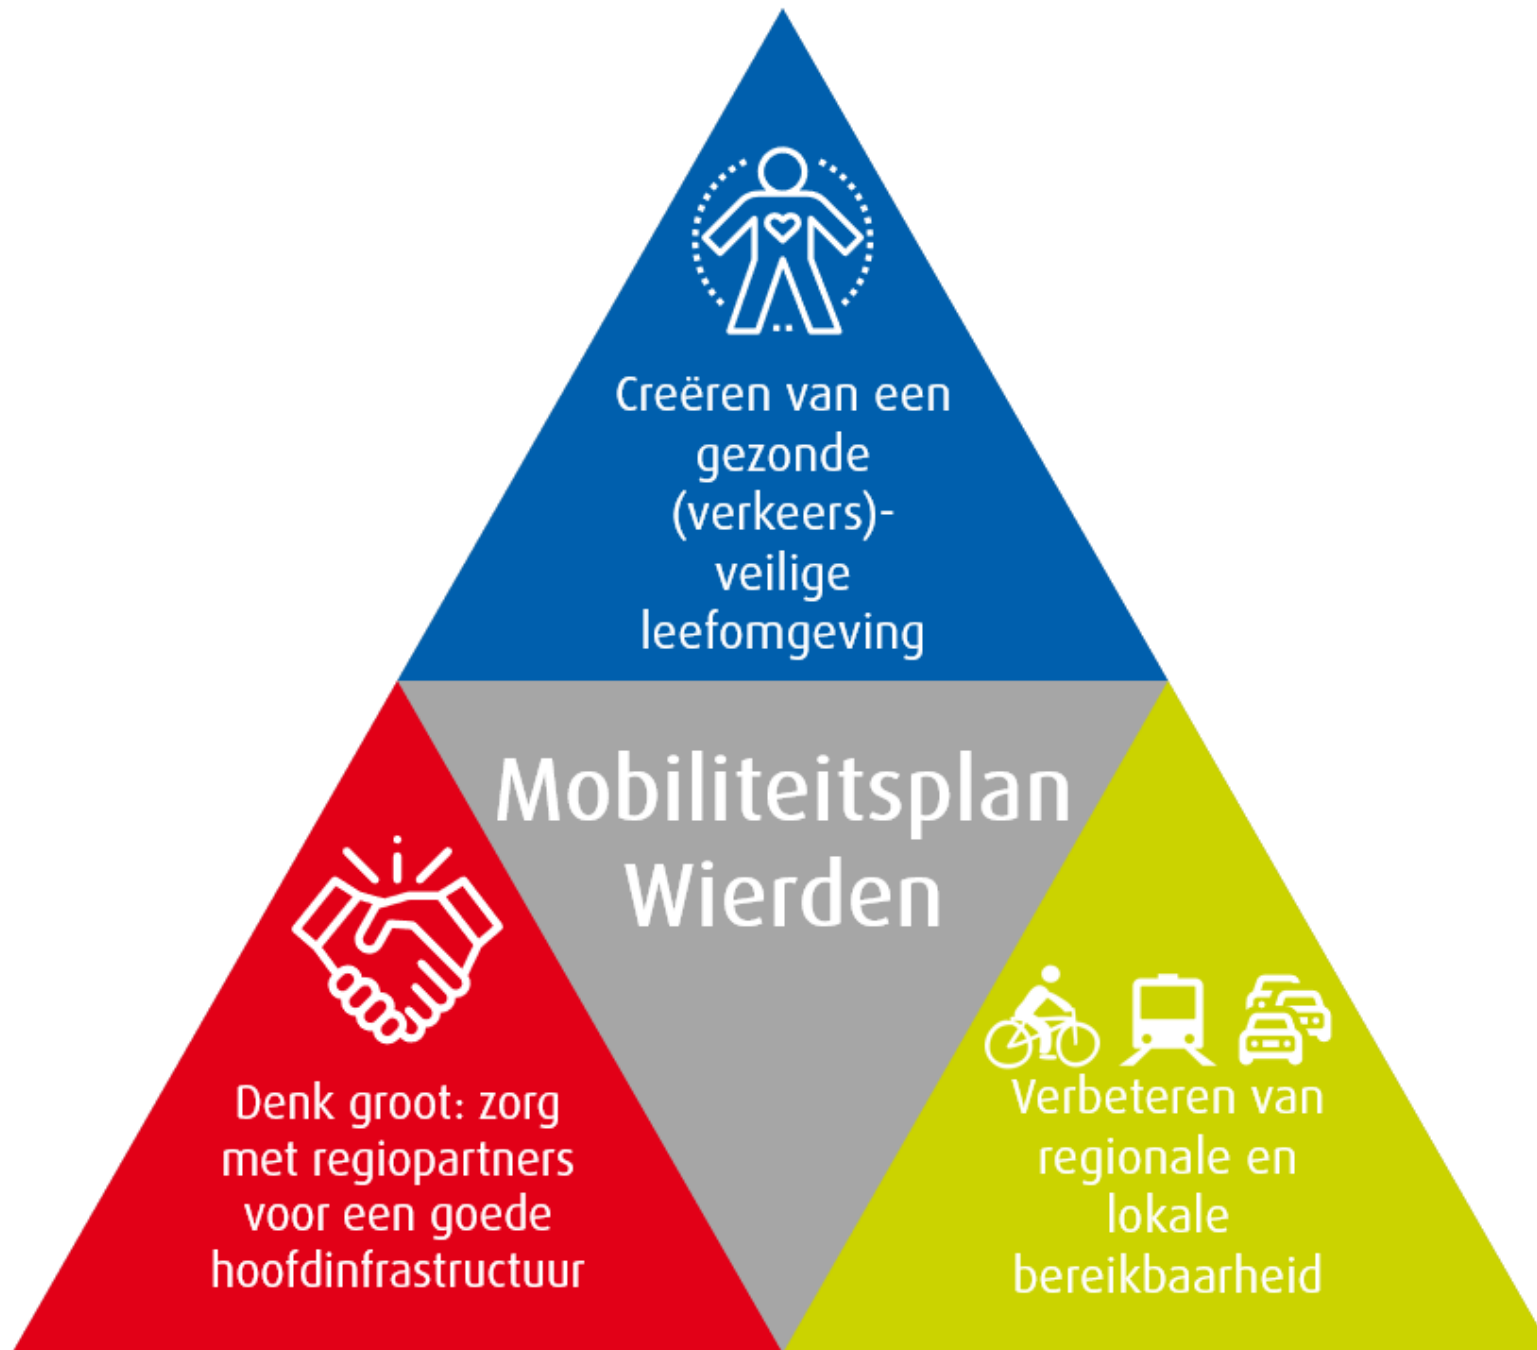 Creëren van een
gezonde
(verkeers)-
veilige
leefomgeving
Mobiliteitsplan
Wierden
Denk groot: zorg
met regiopartners
voor een goede
hoofdinfrastructuur
Verbeteren van
regionale en
lokale
bereikbaarheid